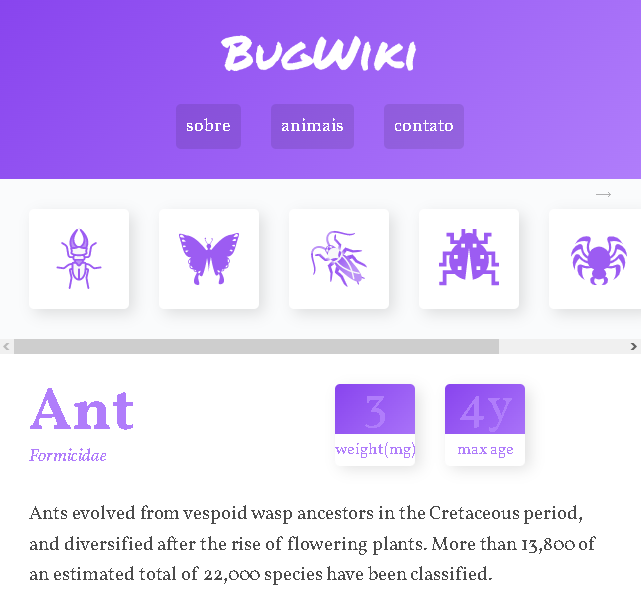 BugWiki
sobre animais contato
→
Ant
Formicidae
3
weight(mg)
4y
max age
Ants evolved from vespoid wasp ancestors in the Cretaceous period,
and diversified after the rise of flowering plants. More than 13,800 of
an estimated total of 22,000 species have been classified.